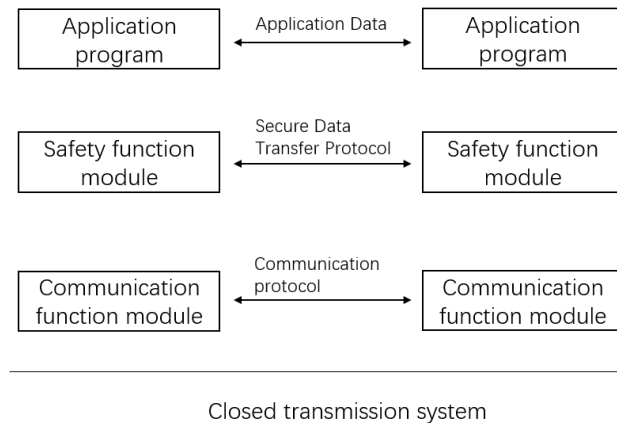 Application program
Application Data
Application program
Safety function module
Secure Data Transfer Protocol
Safety function module
Communication function module
Communication protocol
Communication function module
Closed transmission system